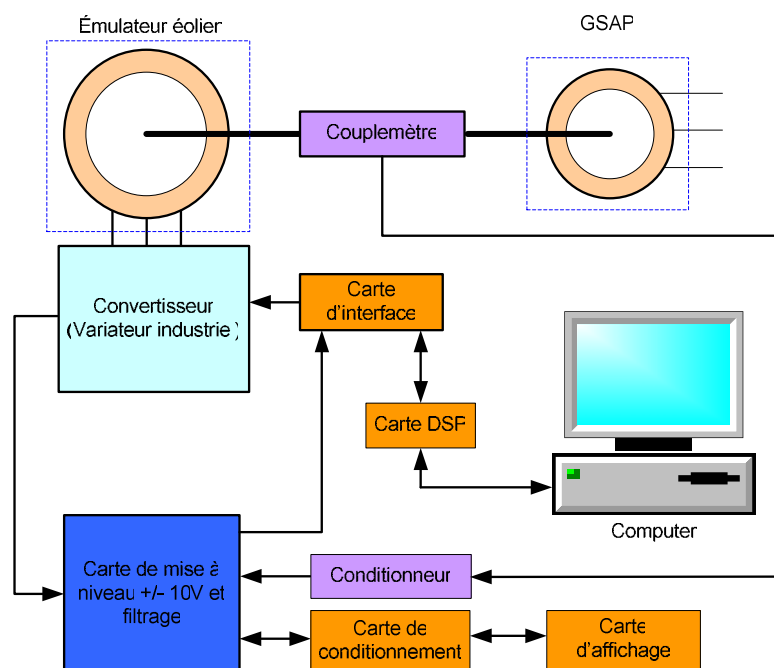 Émulateur éolier
GSAP
Couplemètre
Convertisseur
(Variateur industrie)
Carte
d'interface
Carte DSP
Computer
Carte de mise à
niveau +/- 10V et
filtrage
Conditionneur
Carte de
conditionnement
Carte
d'affichage